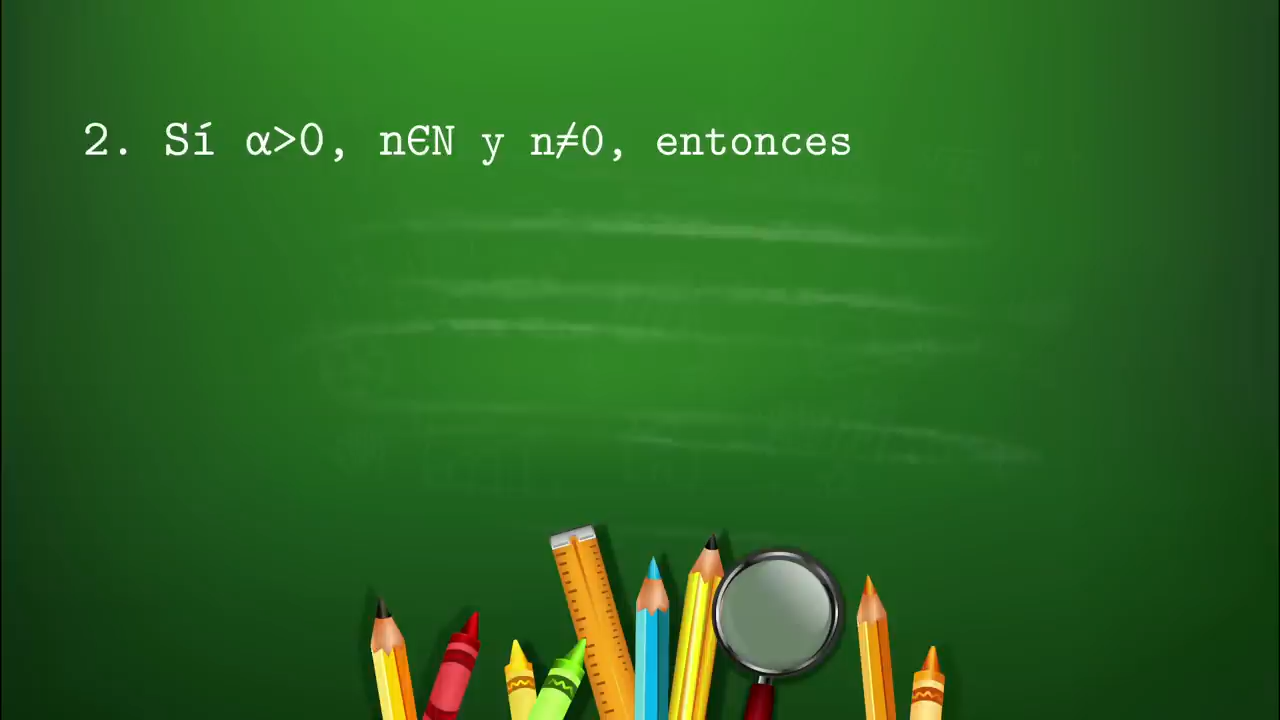 2. Sí α>0, n∈N y n≠0, entonces